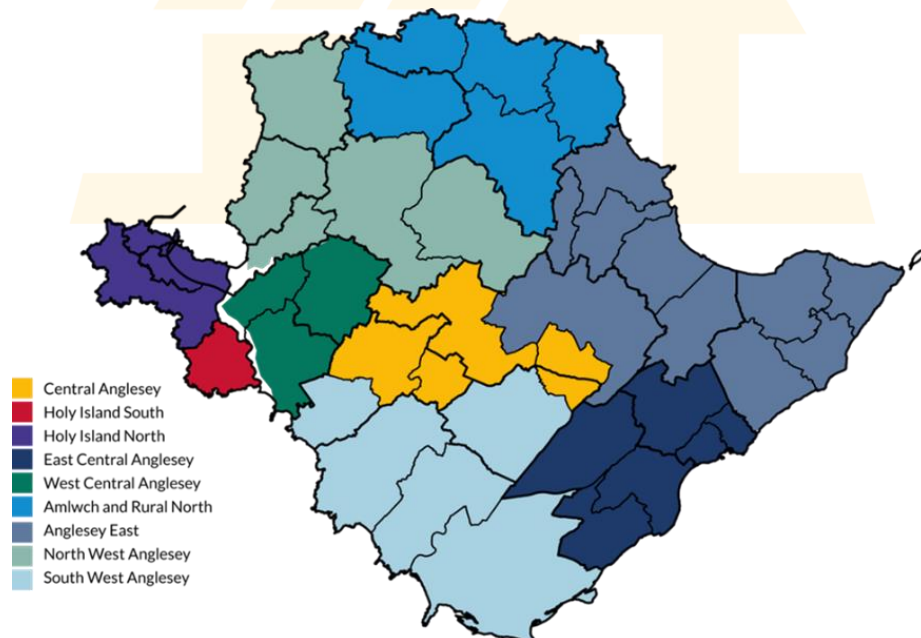 Central Anglesey
Holy Island South
Holy Island North
East Central Anglesey
West Central Anglesey
Amlwch and Rural North
Anglesey East
North West Anglesey
South West Anglesey